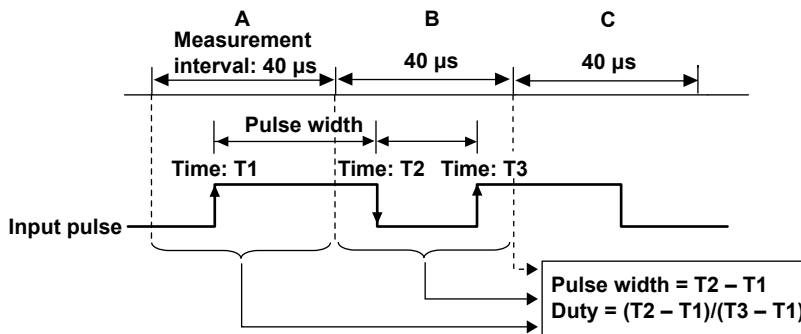 A B C
Measurement
interval: 40 µs 40 µs 40 µs
Pulse width
Time: T1 Time: T2 Time: T3
Input pulse
Pulse width = T2 – T1
Duty = (T2 – T1)/(T3 – T1)